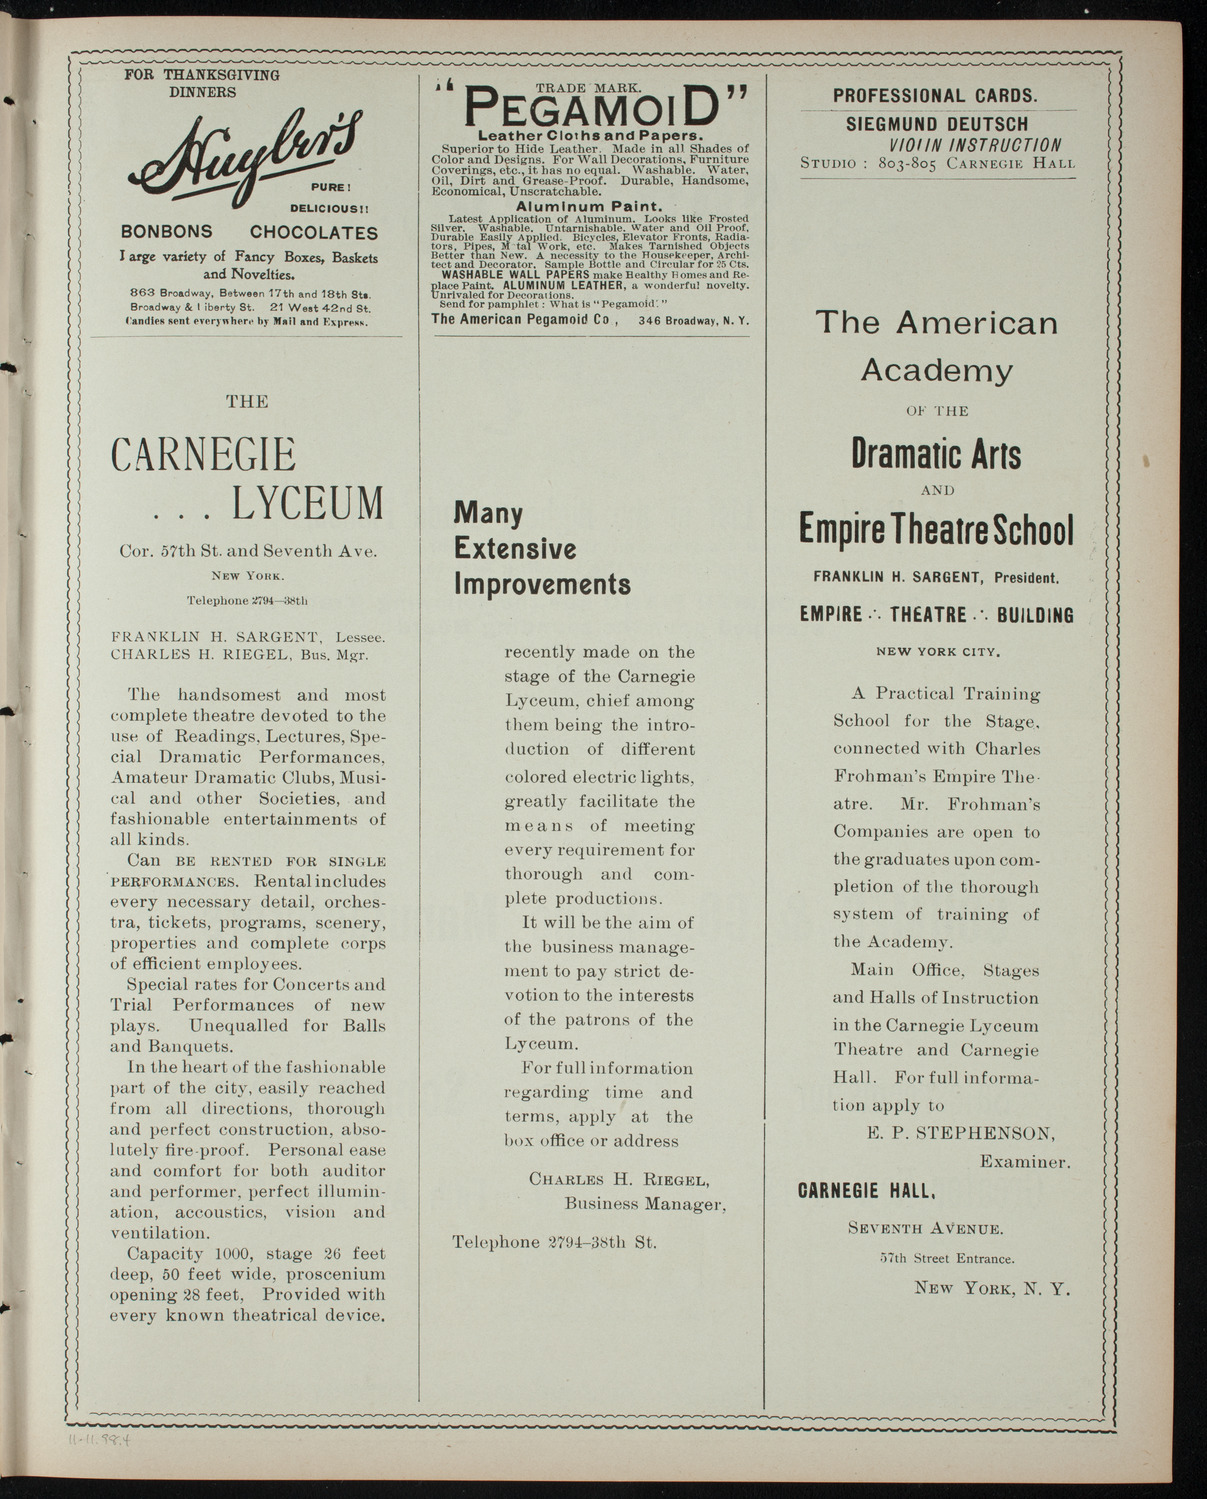 FOR THANKSGIVING
DINNERS
Huyler's
PURE!
DELICIOUS!!
BONBONS CHOCOLATES
Large variety of Fancy Boxes, Baskets
and Novelties.
863 Broadway, Between 17th and 18th Sts.
Broadway & Liberty St. 21 West 42nd St.
Candies sent everywhere by Mail and Express.
THE
CARNEGIE
. . . LYCEUM
Cor. 57th St. and Seventh Ave.
NEW YORK.
Telephone 2794—38th
FRANKLIN H. SARGENT, Lessee.
CHARLES H. RIEGEL, Bus. Mgr.
The handsomest and most
complete theatre devoted to the
use of Readings, Lectures, Spe-
cial Dramatic Performances,
Amateur Dramatic Clubs, Musi-
cal and other Societies, and
fashionable entertainments of
all kinds.
Can BE RENTED FOR SINGLE
PERFORMANCES. Rental includes
every necessary detail, orches-
tra, tickets, programs, scenery,
properties and complete corps
of efficient employees.
Special rates for Concerts and
Trial Performances of new
plays. Unequalled for Balls
and Banquets.
In the heart of the fashionable
part of the city, easily reached
from all directions, thorough
and perfect construction, abso-
lutely fire-proof. Personal ease
and comfort for both auditor
and performer, perfect illumin-
ation, accoustics, vision and
ventilation.
Capacity 1000, stage 26 feet
deep, 50 feet wide, proscenium
opening 28 feet, Provided with
every known theatrical device.
TRADE MARK.
"PEGAMOID"
Leather Cloths and Papers.
Superior to Hide Leather. Made in all Shades of
Color and Designs. For Wall Decorations, Furniture
Coverings, etc., it has no equal. Washable. Water,
Oil, Dirt and Grease-Proof. Durable, Handsome,
Economical, Unscratchable.
Aluminum Paint.
Latest Application of Aluminum. Looks like Frosted
Silver. Washable. Untarnishable. Water and Oil Proof,
Durable Easily Applied. Bicycles, Elevator Fronts, Radia-
tors, Pipes, M tal Work, etc. Makes Tarnished Objects
Better than New. A necessity to the Housekeeper, Archi-
tect and Decorator. Sample Bottle and Circular for 25 Cts.
WASHABLE WALL PAPERS make Healthy Homes and Re-
place Paint. ALUMINUM LEATHER, a wonderful novelty.
Unrivaled for Decorations.
Send for pamphlet: What is "Pegamoid."
The American Pegamoid Co , 346 Broadway, N. Y.
Many
Extensive
Improvements
recently made on the
stage of the Carnegie
Lyceum, chief among
them being the intro-
duction of different
colored electric lights,
greatly facilitate the
means of meeting
every requirement for
thorough and com-
plete productions.
It will be the aim of
the business manage-
ment to pay strict de-
votion to the interests
of the patrons of the
Lyceum.
For full information
regarding time and
terms, apply at the
box office or address
CHARLES H. RIEGEL,
Business Manager,
Telephone 2794–38th St.
PROFESSIONAL CARDS.
SIEGMUND DEUTSCH
VIOLIN INSTRUCTION
STUDIO : 803-805 CARNEGIE HALL
The American
Academy
OF THE
Dramatic Arts
AND
Empire Theatre School
FRANKLIN H. SARGENT, President.
EMPIRE ∴ THEATRE ∴ BUILDING
NEW YORK CITY.
A Practical Training
School for the Stage,
connected with Charles
Frohman's Empire The-
atre. Mr. Frohman's
Companies are open to
the graduates upon com-
pletion of the thorough
system of training of
the Academy.
Main Office, Stages
and Halls of Instruction
in the Carnegie Lyceum
Theatre and Carnegie
Hall. For full informa-
tion apply to
E. P. STEPHENSON,
Examiner.
CARNEGIE HALL,
SEVENTH AVENUE.
57th Street Entrance.
NEW YORK, N. Y.
11-11.98.4